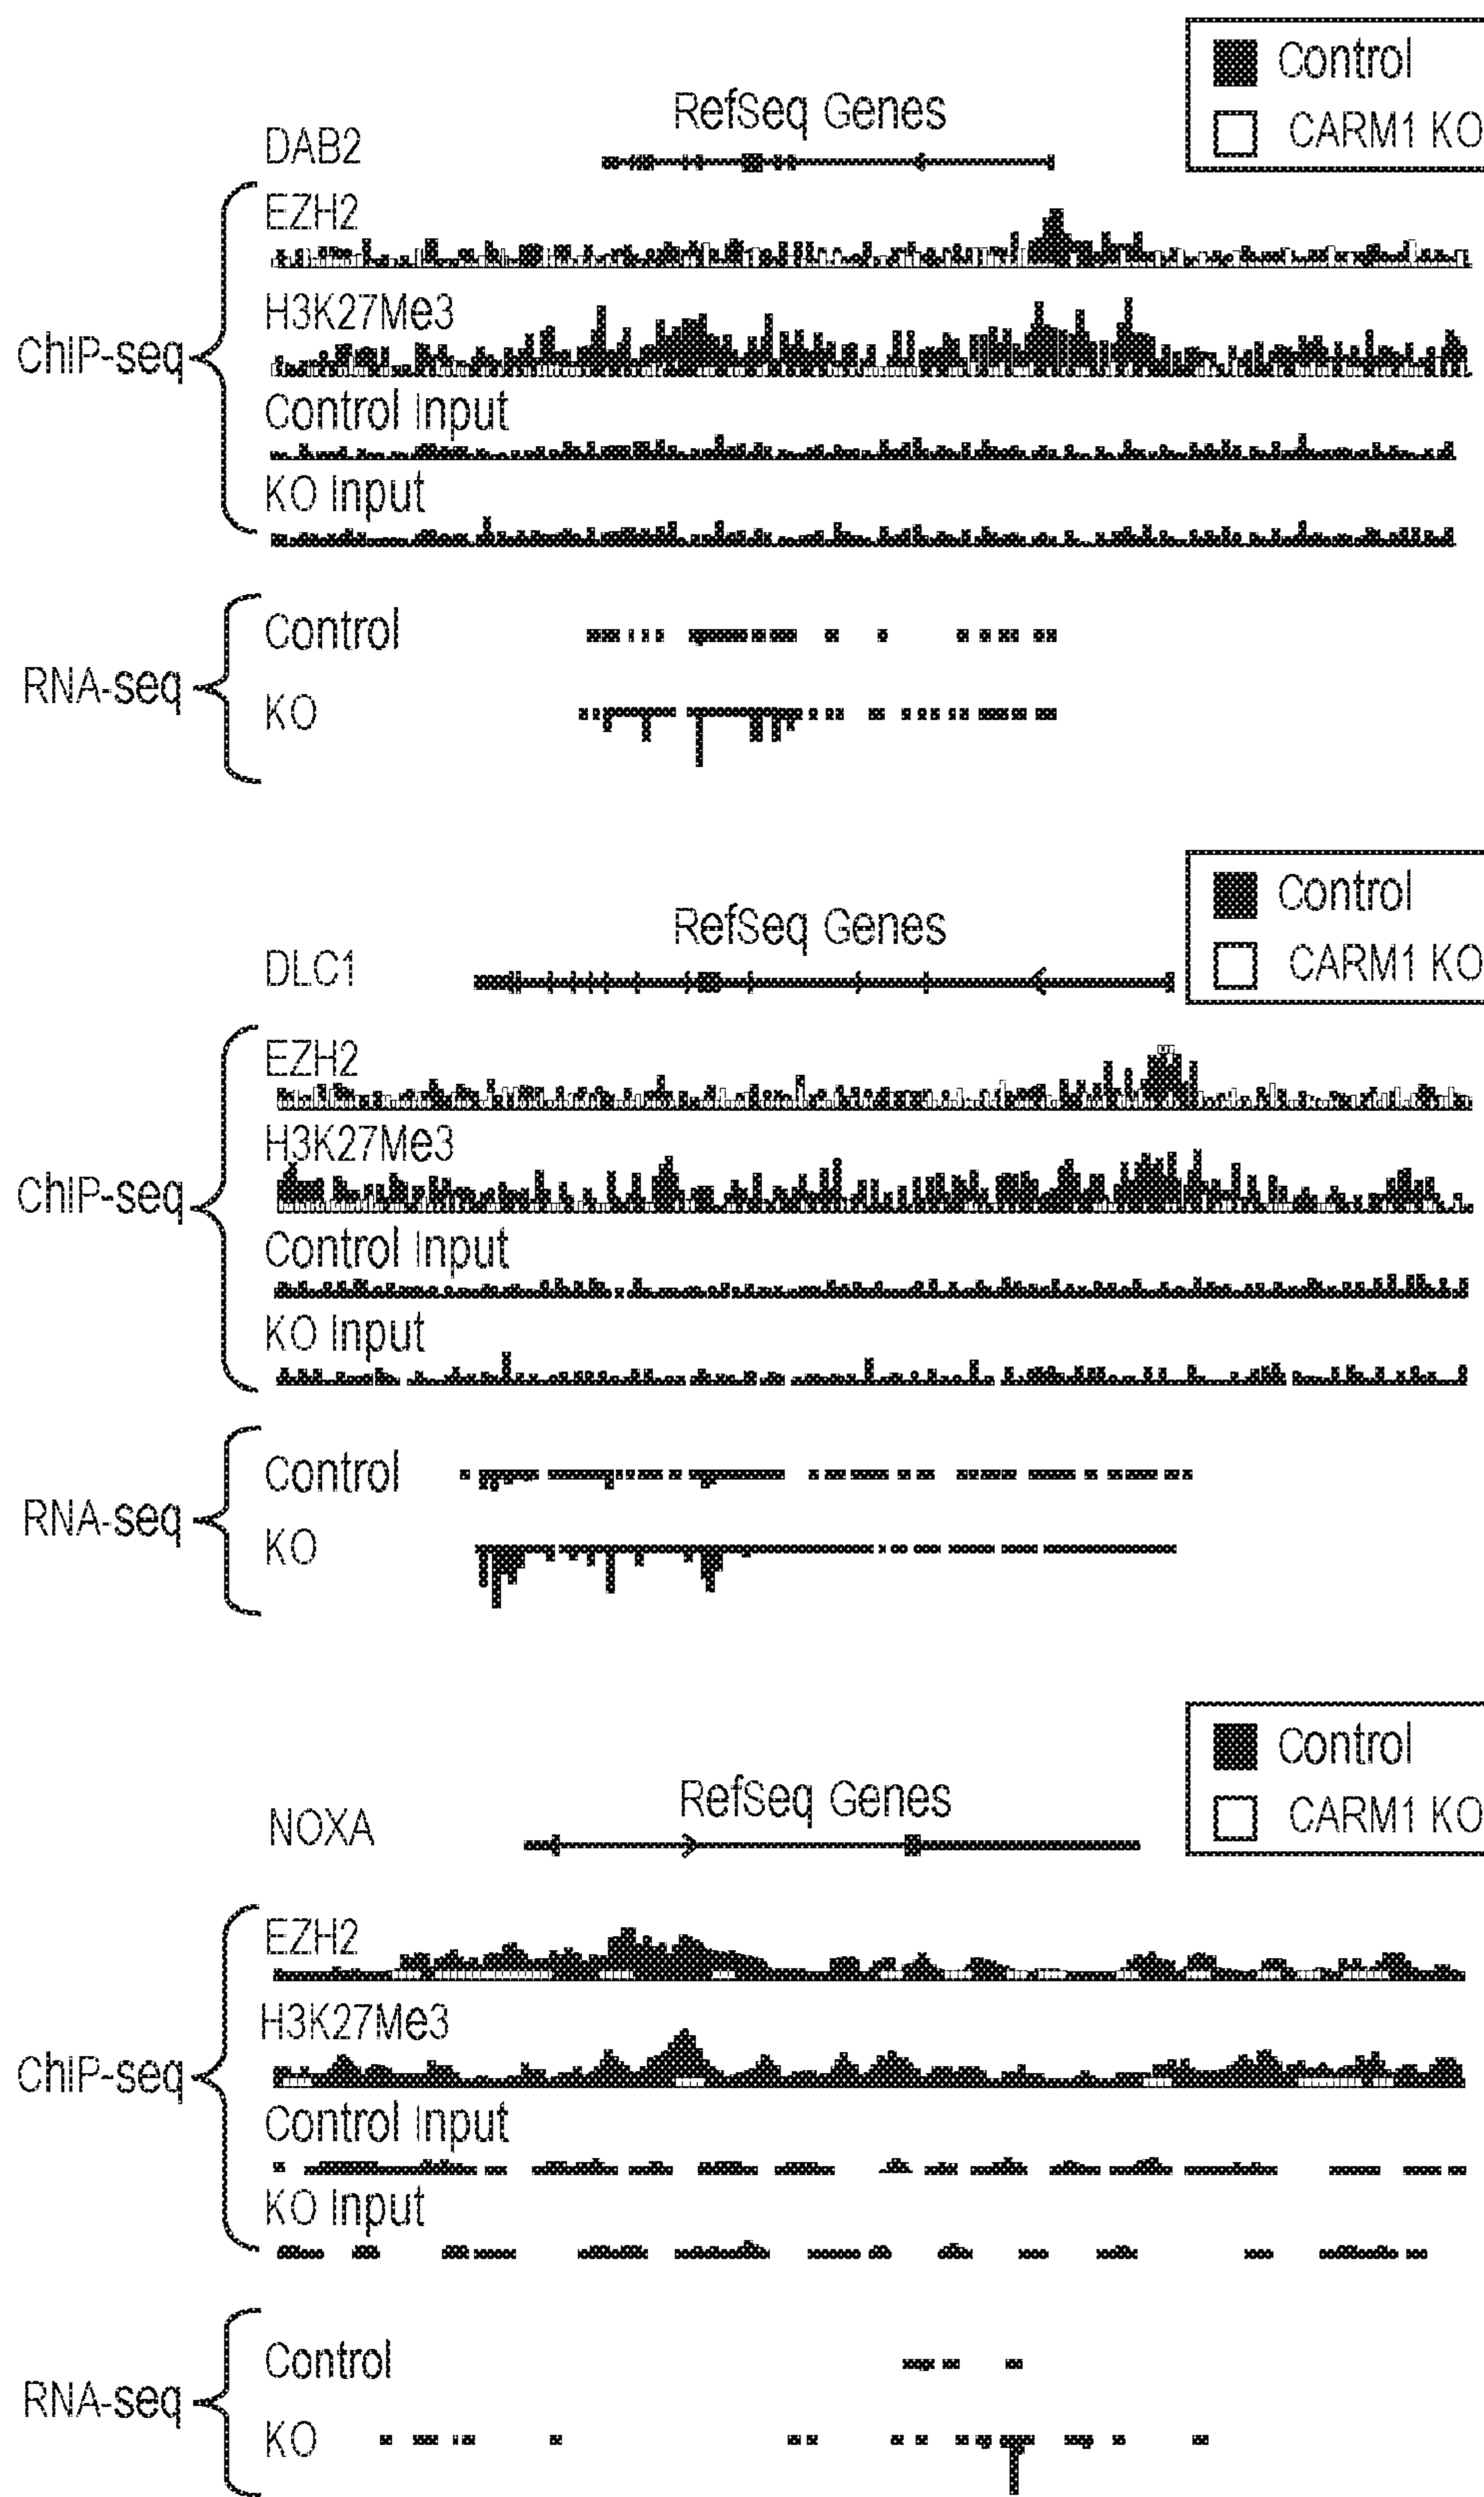 Control
CARM1 KO
RefSeq Genes
DAB2
EZH2
H3K27Me3
ChIP-seq
Control Input
KO Input
Control
RNA-seq
KO
Control
CARM1 KO
RefSeq Genes
DLC1
EZH2
H3K27Me3
ChIP-seq
Control Input
KO Input
Control
RNA-seq
KO
Control
CARM1 KO
RefSeq Genes
NOXA
EZH2
H3K27Me3
ChIP-seq
Control Input
KO Input
Control
RNA-seq
KO